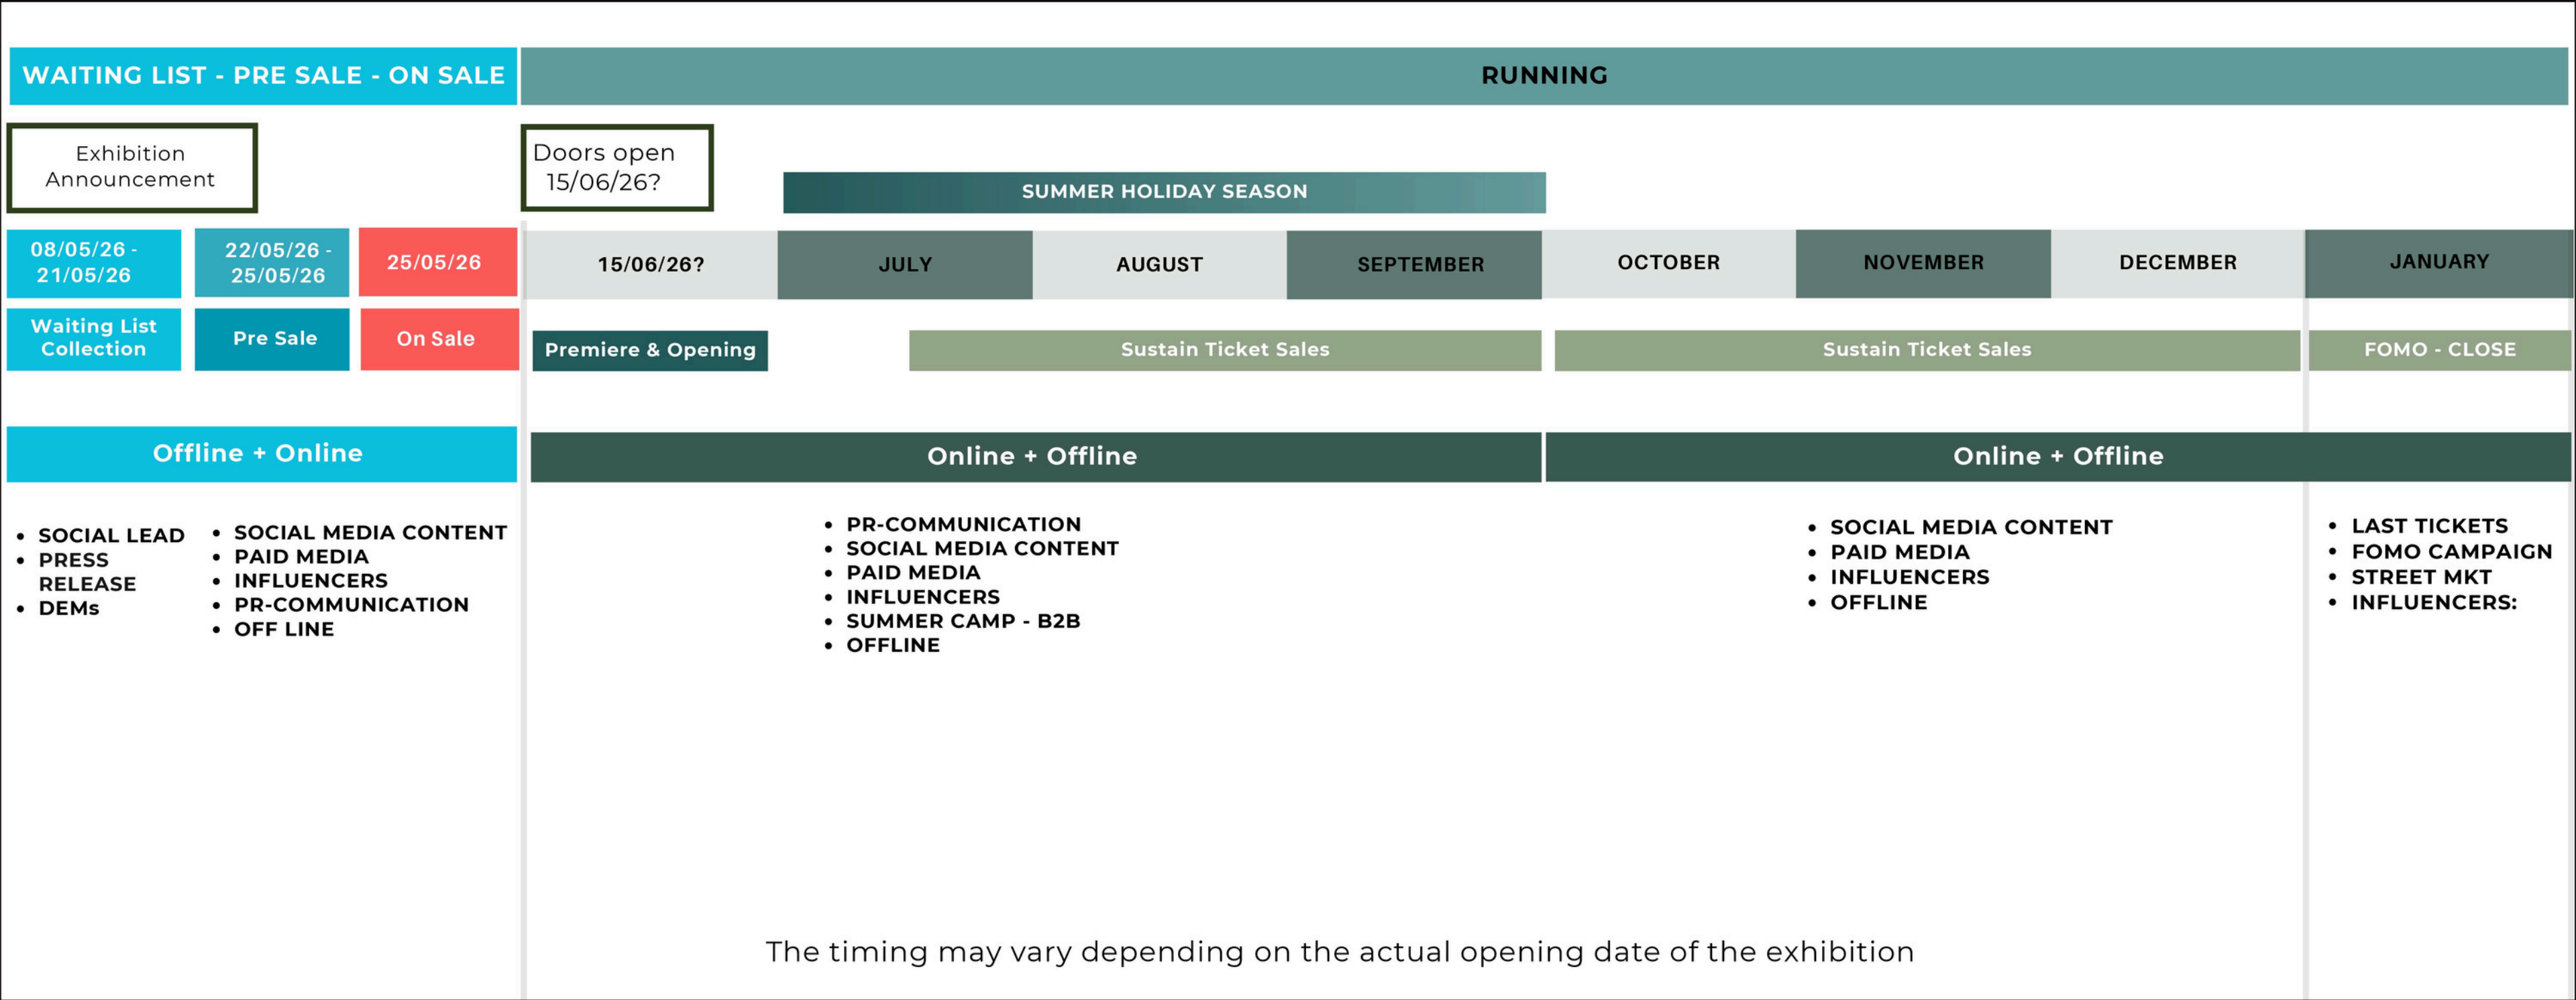 WAITING LIST - PRE SALE - ON SALE
RUNNING
Exhibition
Announcement
Doors open
15/06/26?
SUMMER HOLIDAY SEASON
08/05/26 -
21/05/26
22/05/26 -
25/05/26
25/05/26
15/06/26?
JULY
AUGUST
SEPTEMBER
OCTOBER
NOVEMBER
DECEMBER
JANUARY
Waiting List
Collection
Pre Sale
On Sale
Premiere & Opening
Sustain Ticket Sales
Sustain Ticket Sales
FOMO - CLOSE
Offline + Online
Online + Offline
Online + Offline
• SOCIAL LEAD
• PRESS
RELEASE
• DEMs
• SOCIAL MEDIA CONTENT
• PAID MEDIA
• INFLUENCERS
• PR-COMMUNICATION
• OFF LINE
• PR-COMMUNICATION
• SOCIAL MEDIA CONTENT
• PAID MEDIA
• INFLUENCERS
• SUMMER CAMP - B2B
• OFFLINE
• SOCIAL MEDIA CONTENT
• PAID MEDIA
• INFLUENCERS
• OFFLINE
• LAST TICKETS
• FOMO CAMPAIGN
• STREET MKT
• INFLUENCERS:
The timing may vary depending on the actual opening date of the exhibition